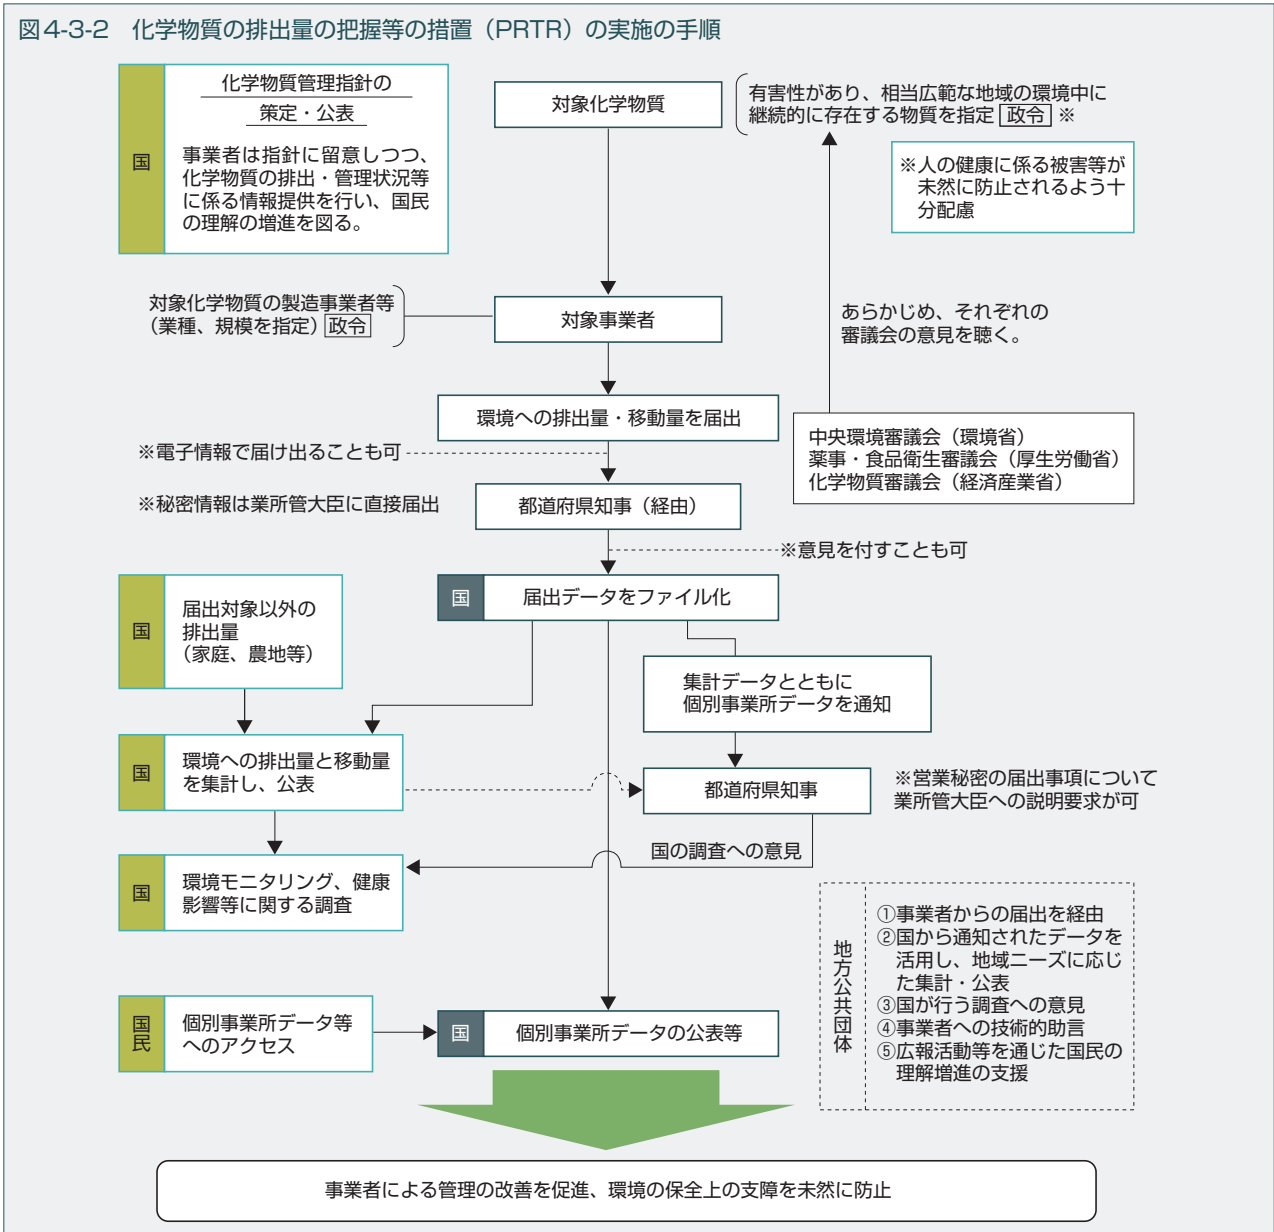 図4-3-2　化学物質の排出量の把握等の措置（PRTR）の実施の手順
国
化学物質管理指針の
策定・公表
事業者は指針に留意しつつ、
化学物質の排出・管理状況等
に係る情報提供を行い、国民
の理解の増進を図る。
対象化学物質
有害性があり、相当広範な地域の環境中に
継続的に存在する物質を指定 政令 ※
※人の健康に係る被害等が
未然に防止されるよう十
分配慮
対象化学物質の製造事業者等
（業種、規模を指定）政令
対象事業者
あらかじめ、それぞれの
審議会の意見を聴く。
環境への排出量・移動量を届出
中央環境審議会（環境省）
薬事・食品衛生審議会（厚生労働省）
化学物質審議会（経済産業省）
※電子情報で届け出ることも可
※秘密情報は業所管大臣に直接届出
都道府県知事（経由）
※意見を付すことも可
国
届出対象以外の
排出量
（家庭、農地等）
国
届出データをファイル化
集計データとともに
個別事業所データを通知
国
環境への排出量と移動量
を集計し、公表
都道府県知事
※営業秘密の届出事項について
業所管大臣への説明要求が可
国の調査への意見
国
環境モニタリング、健康
影響等に関する調査
地方公共団体
①事業者からの届出を経由
②国から通知されたデータを
活用し、地域ニーズに応じ
た集計・公表
③国が行う調査への意見
④事業者への技術的助言
⑤広報活動等を通じた国民の
理解増進の支援
国民
個別事業所データ等
へのアクセス
国
個別事業所データの公表等
事業者による管理の改善を促進、環境の保全上の支障を未然に防止